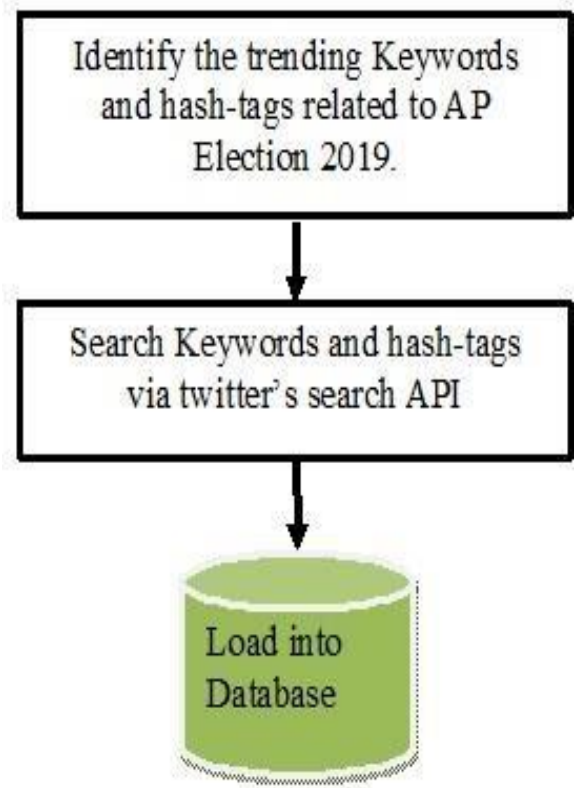 Identify the trending Keywords
and hash-tags related to AP
Election 2019.
Search Keywords and hash-tags
via twitter’s search API
Load into
Database